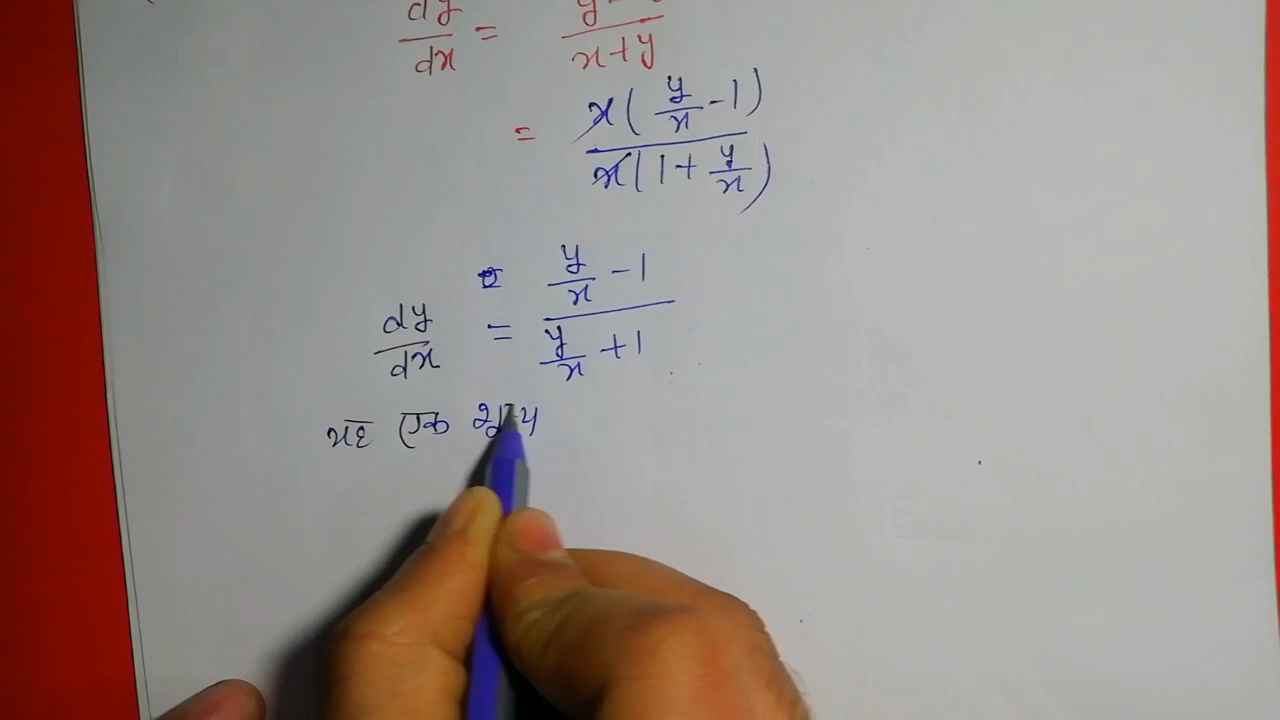 dy/dx = y-x/x+y
= x(y/x - 1)/x(1 + y/x)
dy/dx = (y/x - 1)/(y/x + 1)
यह एक शून्य